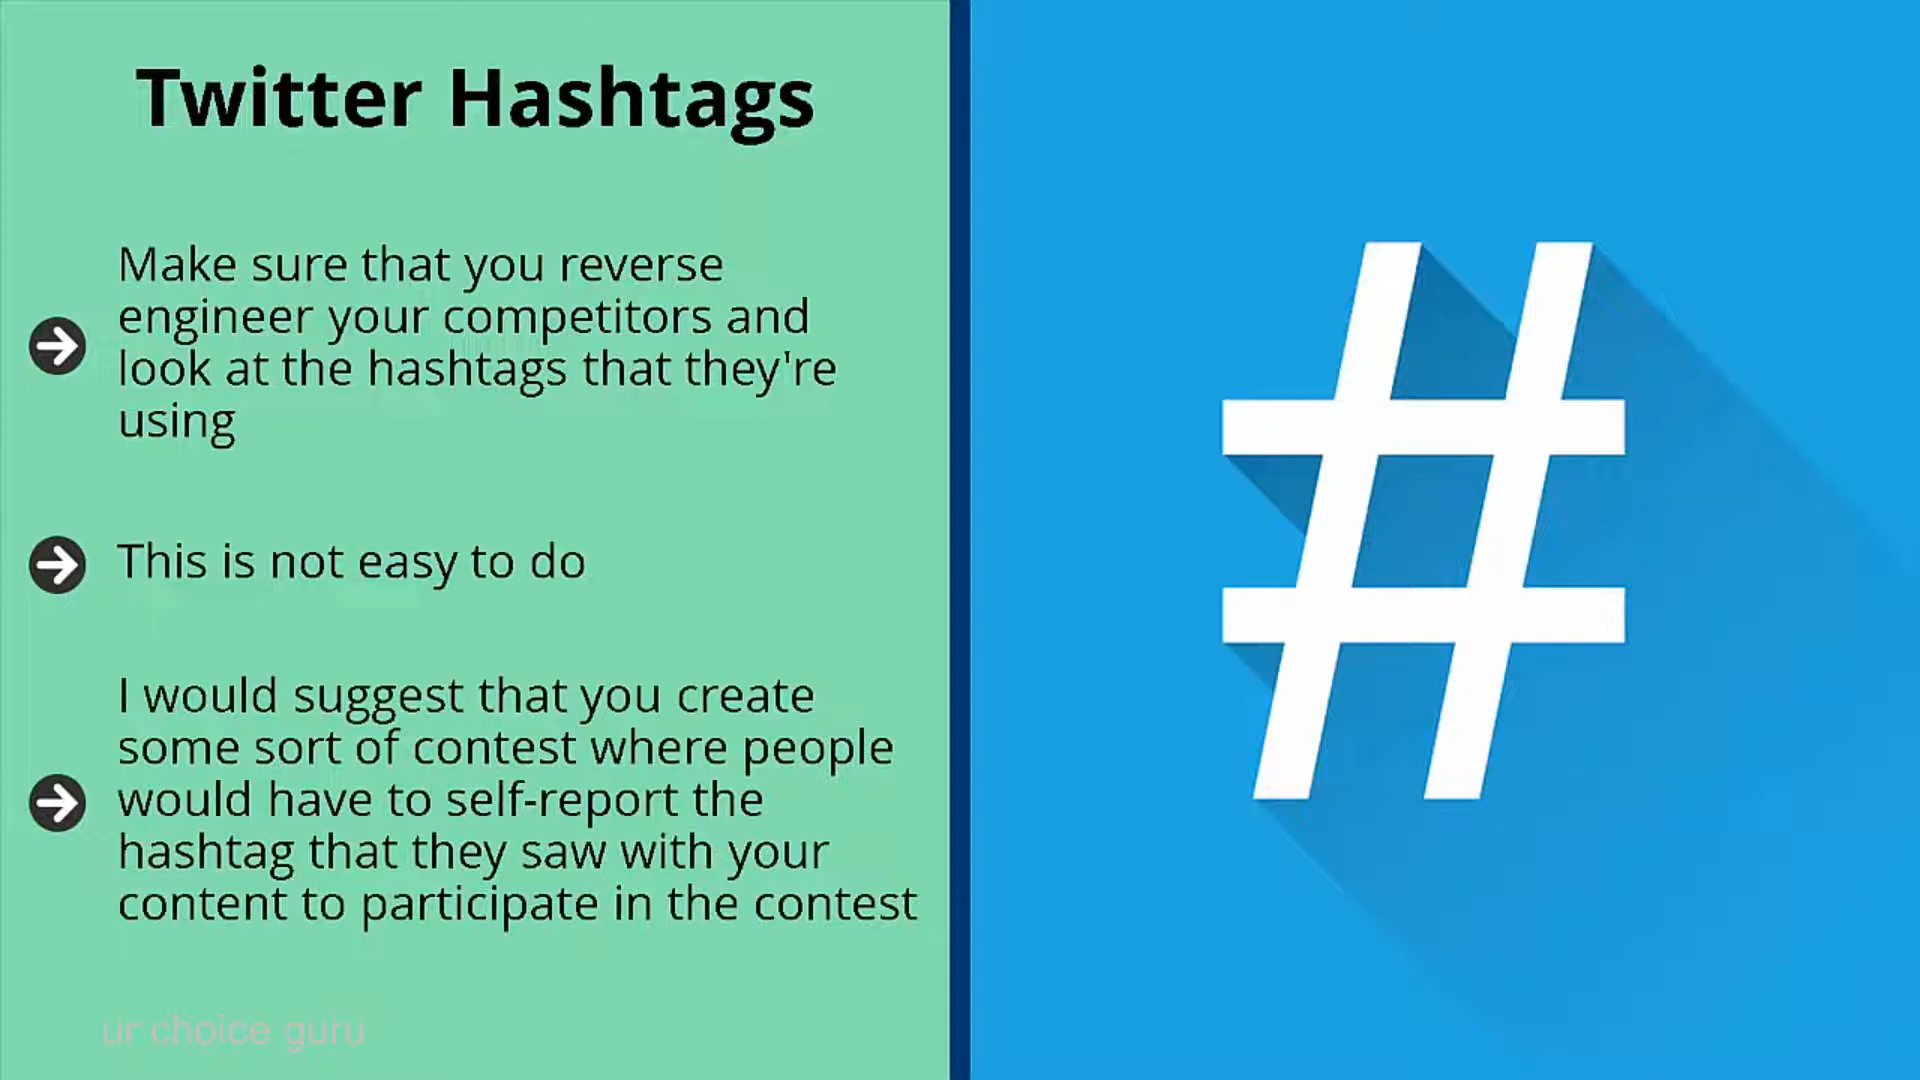 Twitter Hashtags
Make sure that you reverse
engineer your competitors and
look at the hashtags that they're
using
This is not easy to do
I would suggest that you create
some sort of contest where people
would have to self-report the
hashtag that they saw with your
content to participate in the contest
ur choice guru
#